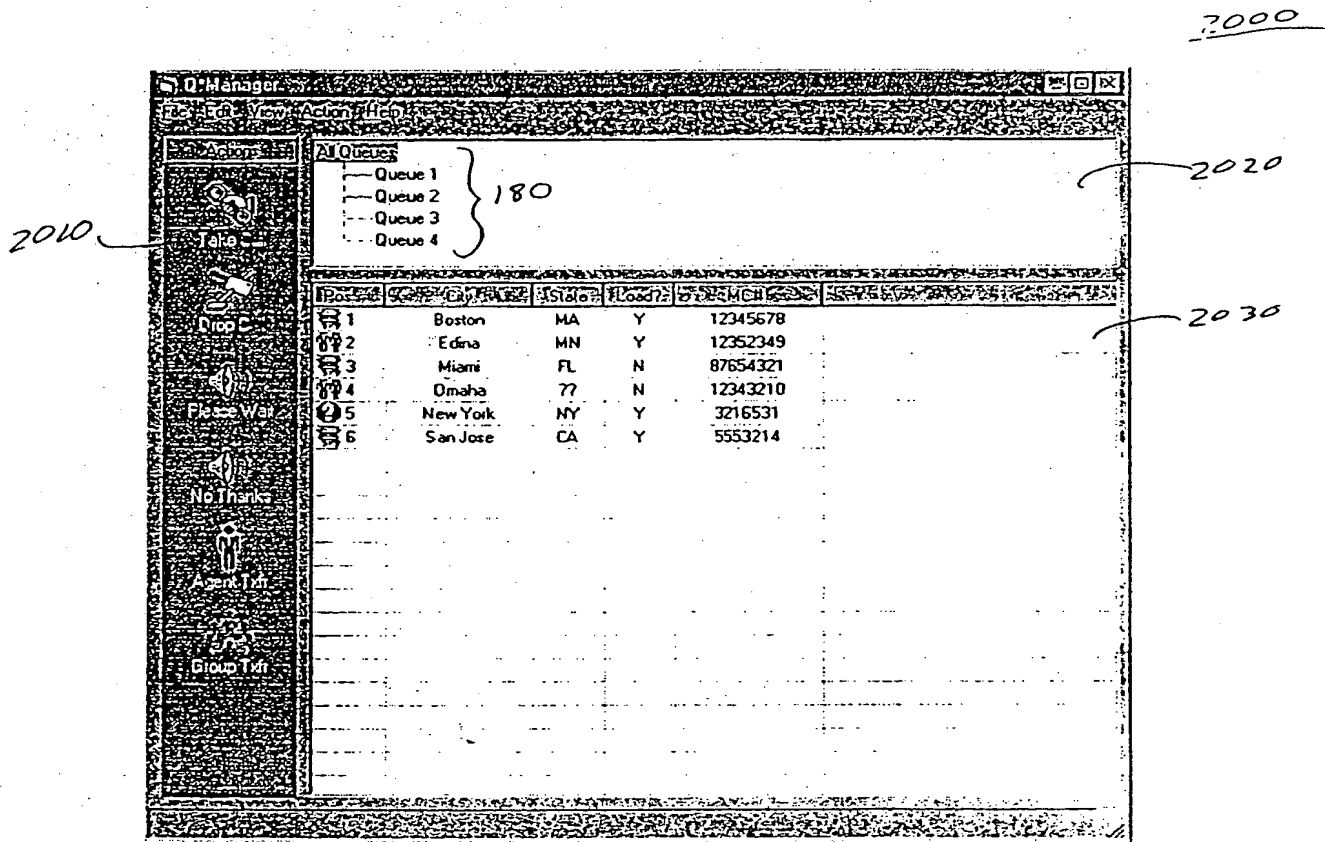 2000
Q*Manager
File Edit View Action Help
Actions
All Queues
Queue 1
Queue 2
Queue 3
Queue 4
180
2020
2010
Take
Drop C
Please Wait
No Thanks
Agent Txfr
Group Txfr
Pos City State Load? MC#
1 Boston MA Y 12345678
2 Edina MN Y 12352349
3 Miami FL N 87654321
4 Omaha ?? N 12343210
5 New York NY Y 3216531
6 San Jose CA Y 5553214
2030